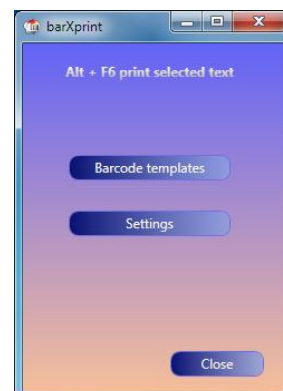 barXprint
Alt + F6 print selected text
Barcode templates
Settings
Close